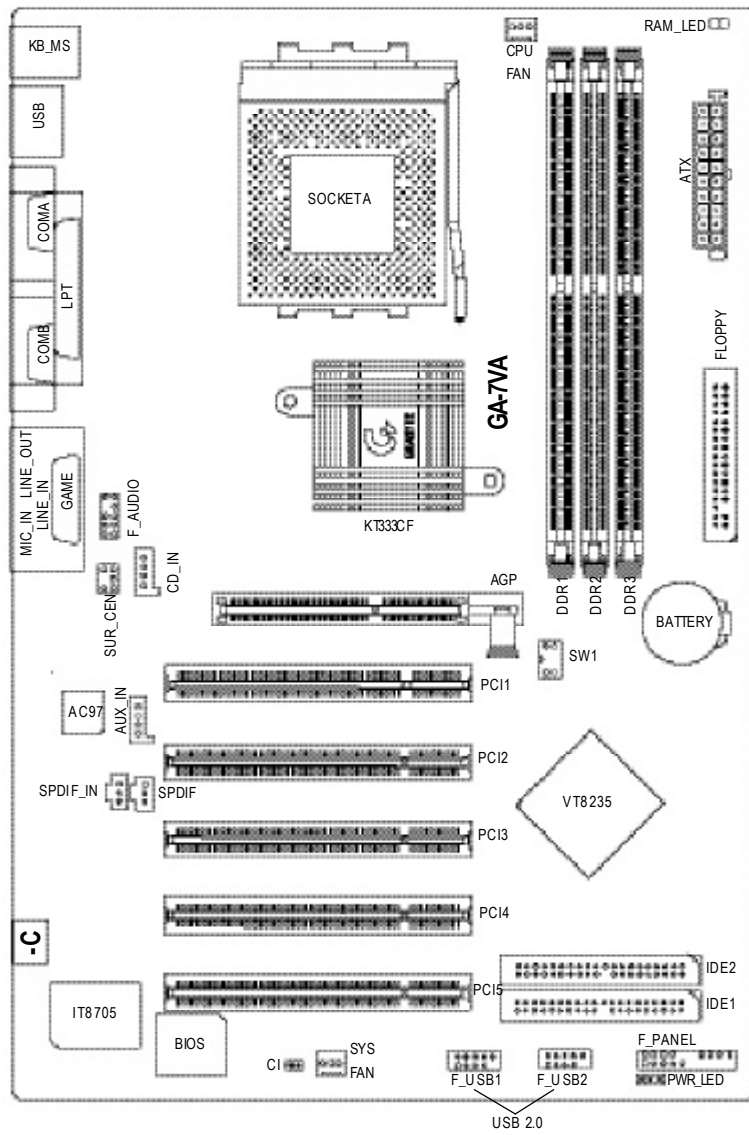 KB_MS
CPU
FAN
RAM_LED
USB
ATX
SOCKETA
COMA
LPT
COMB
FLOPPY
GA-7VA
MIC_IN LINE_OUT
LINE_IN
GAME
F_AUDIO
KT333CF
CD_IN
SUR_CEN
AGP
DDR1
DDR2
DDR3
BATTERY
SW1
PCI1
AC97
AUX_IN
PCI2
SPDIF_IN
SPDIF
VT8235
PCI3
PCI4
-C
IDE2
PCI5
IDE1
IT8705
BIOS
CI
SYS
FAN
F_PANEL
F_USB1
F_USB2
PWR_LED
USB 2.0